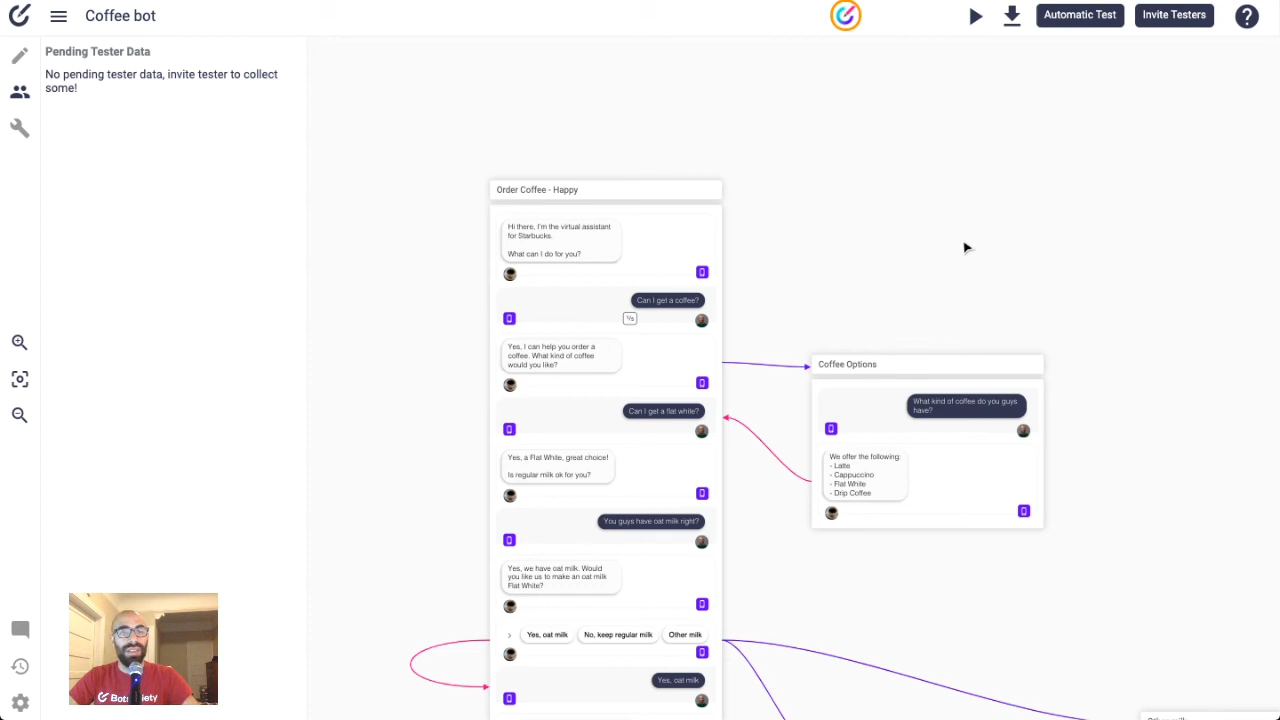 Coffee bot
Automatic Test
Invite Testers
?
Pending Tester Data
No pending tester data, invite tester to collect
some!
Order Coffee - Happy
Hi there, I'm the virtual assistant
for Starbucks.
What can I do for you?
Can I get a coffee?
Yes, I can help you order a
coffee. What kind of coffee
would you like?
Can I get a flat white?
Yes, a Flat White, great choice!
Is regular milk ok for you?
You guys have oat milk right?
Yes, we have oat milk. Would
you like us to make an oat milk
Flat White?
Yes, oat milk
No, keep regular milk
Other milk
Yes, oat milk
Coffee Options
What kind of coffee do you guys
have?
We offer the following:
- Latte
- Cappuccino
- Flat White
- Drip Coffee
Other milk